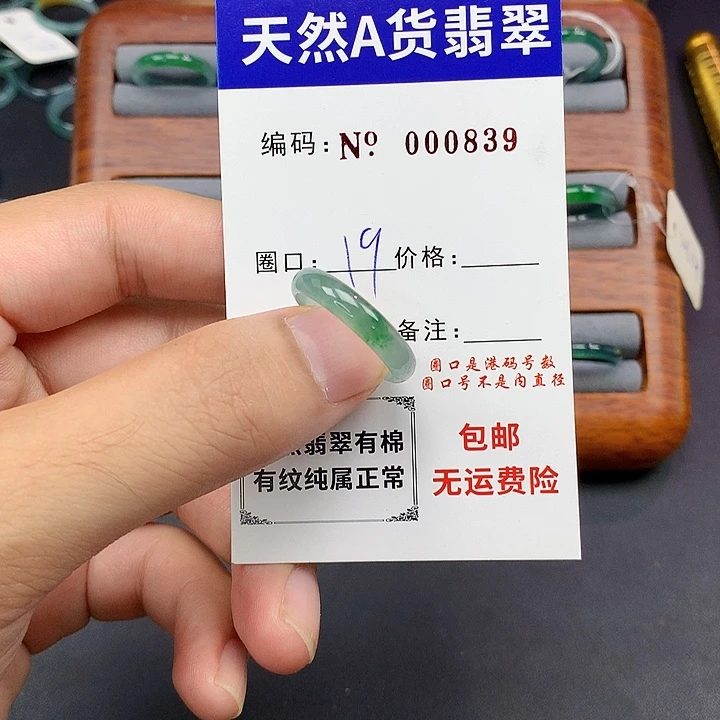 天然A货翡翠
编码：Nº 000839
圈口：19 价格：
备注：
圈口是港码号数
圈口号不是内直径
翡翠有棉
有纹纯属正常
包邮
无运费险